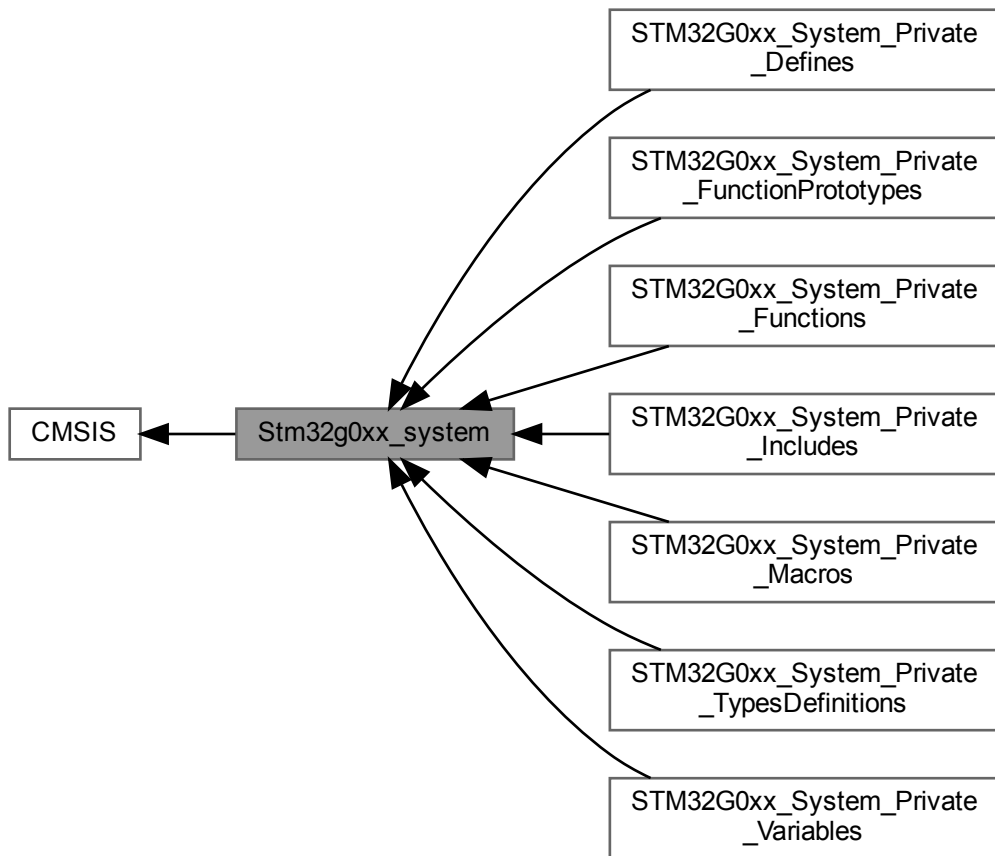 STM32G0xx_System_Private
_Defines
STM32G0xx_System_Private
_FunctionPrototypes
STM32G0xx_System_Private
_Functions
CMSIS
Stm32g0xx_system
STM32G0xx_System_Private
_Includes
STM32G0xx_System_Private
_Macros
STM32G0xx_System_Private
_TypesDefinitions
STM32G0xx_System_Private
_Variables